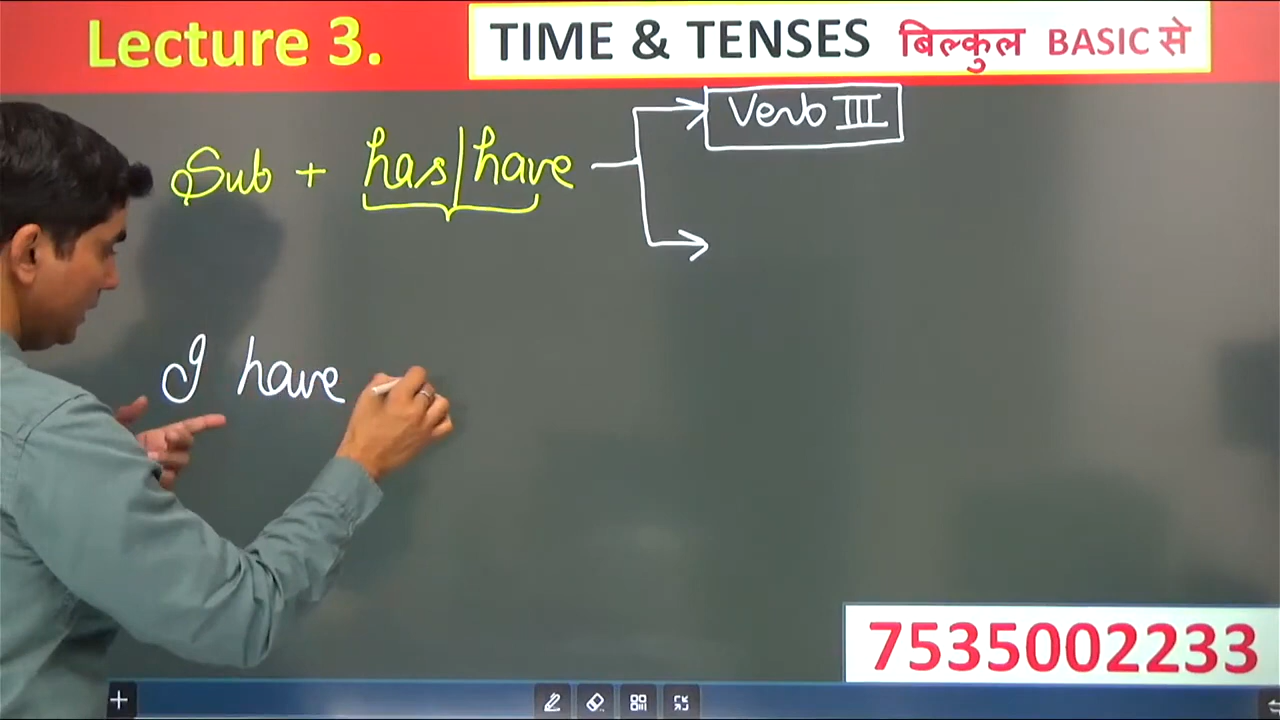 Lecture 3.
TIME & TENSES बिल्कुल BASIC से
Sub + has|have
Verb III
I have
7535002233